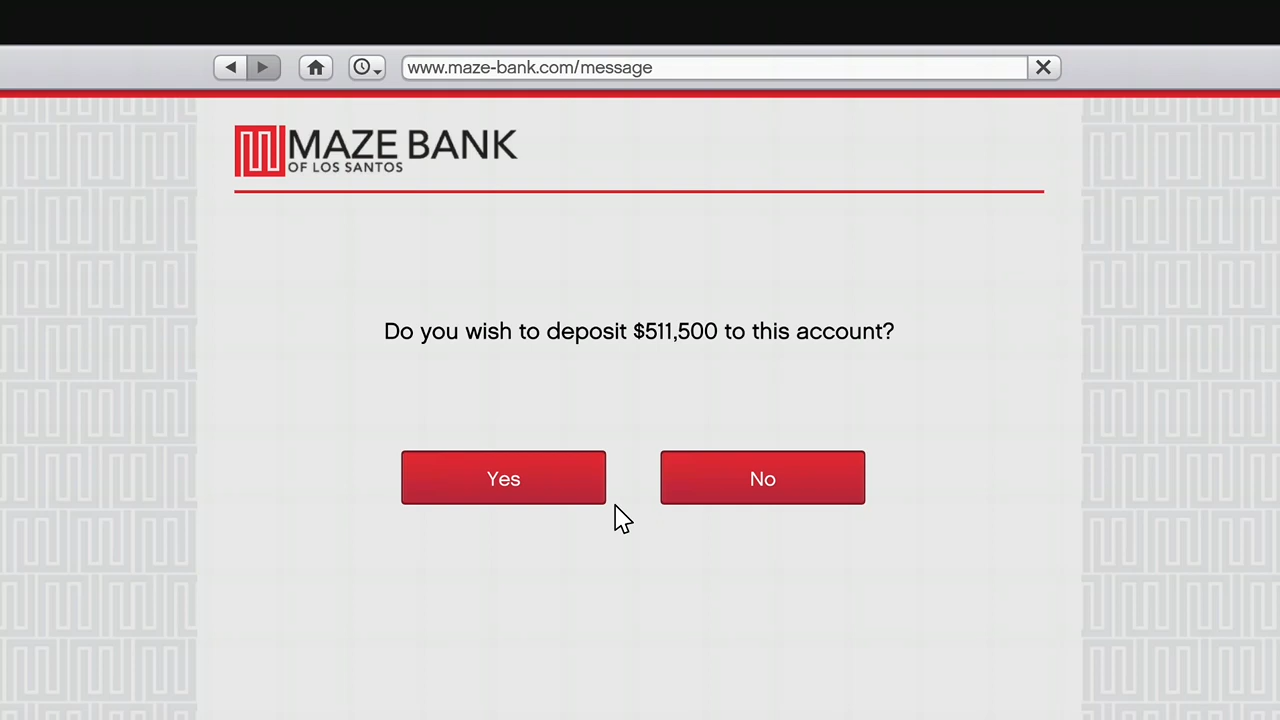 www.maze-bank.com/message
MAZE BANK
OF LOS SANTOS
Do you wish to deposit $511,500 to this account?
Yes
No